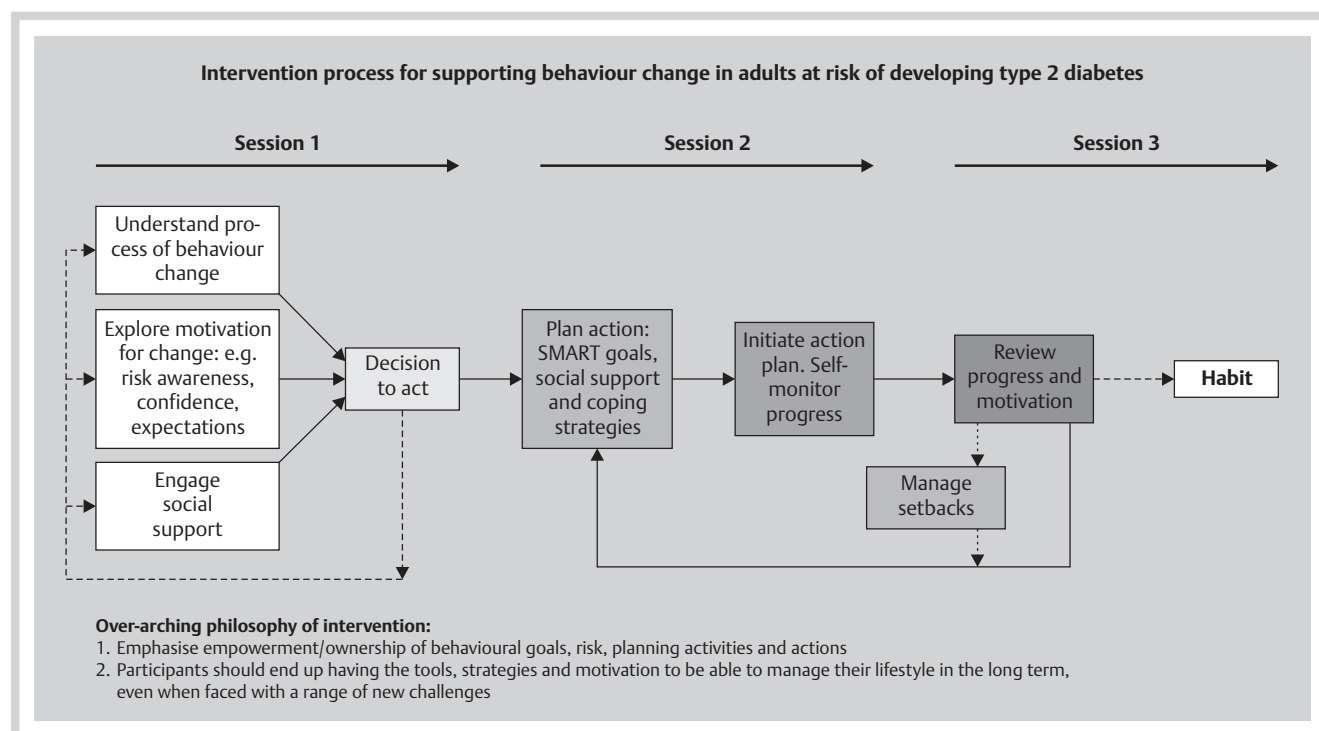 Intervention process for supporting behaviour change in adults at risk of developing type 2 diabetes
Session 1
Session 2
Session 3
Understand pro-
cess of behaviour
change
Explore motivation
for change: e.g.
risk awareness,
confidence,
expectations
Engage
social
support
Decision
to act
Plan action:
SMART goals,
social support
and coping
strategies
Initiate action
plan. Self-
monitor
progress
Review
progress and
motivation
Habit
Manage
setbacks
Over-arching philosophy of intervention:
1. Emphasise empowerment/ownership of behavioural goals, risk, planning activities and actions
2. Participants should end up having the tools, strategies and motivation to be able to manage their lifestyle in the long term,
even when faced with a range of new challenges